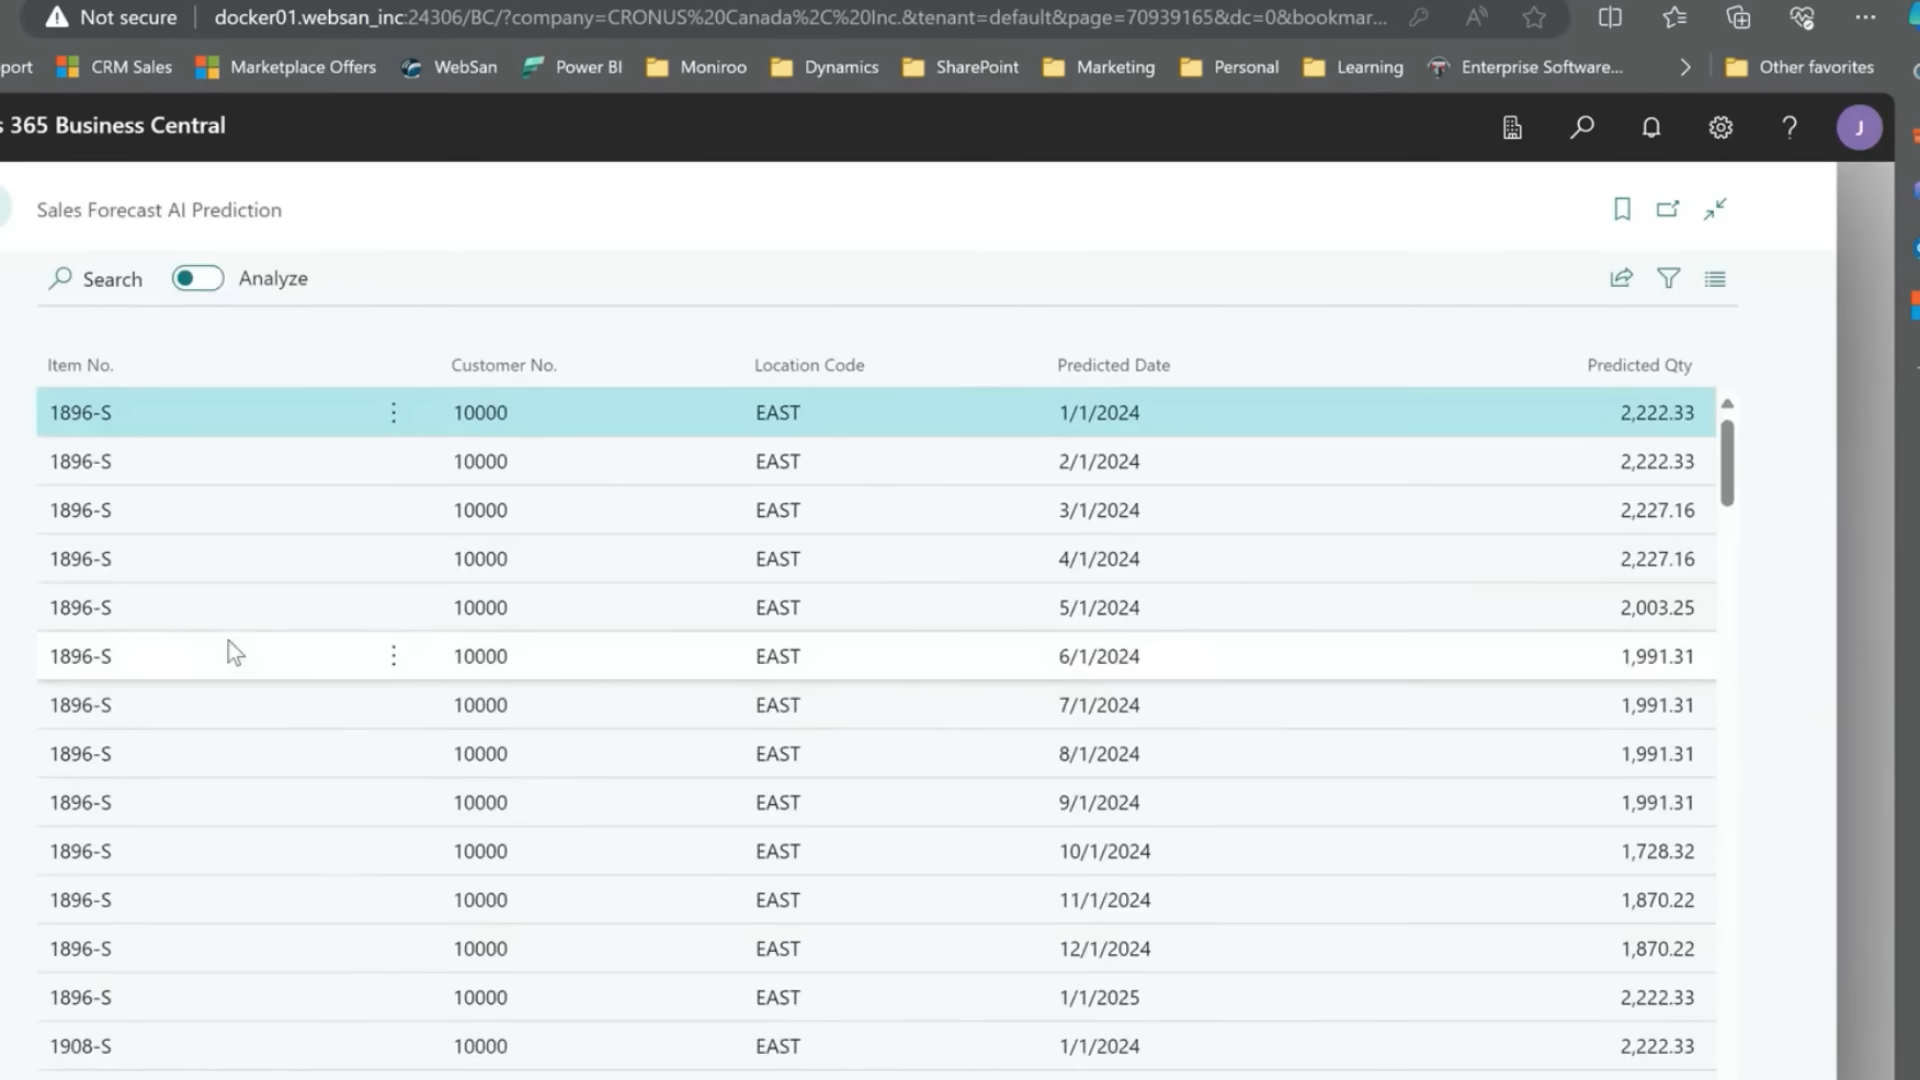 Not secure docker01.websan_inc:24306/BC/?company=CRONUS%20Canada%2C%20Inc.&tenant=default&page=70939165&dc=0&bookmar...
port CRM Sales Marketplace Offers WebSan Power BI Moniroo Dynamics SharePoint Marketing Personal Learning Enterprise Software... Other favorites
s 365 Business Central J
Sales Forecast AI Prediction
Search Analyze
Item No. Customer No. Location Code Predicted Date Predicted Qty
1896-S 10000 EAST 1/1/2024 2,222.33
1896-S 10000 EAST 2/1/2024 2,222.33
1896-S 10000 EAST 3/1/2024 2,227.16
1896-S 10000 EAST 4/1/2024 2,227.16
1896-S 10000 EAST 5/1/2024 2,003.25
1896-S 10000 EAST 6/1/2024 1,991.31
1896-S 10000 EAST 7/1/2024 1,991.31
1896-S 10000 EAST 8/1/2024 1,991.31
1896-S 10000 EAST 9/1/2024 1,991.31
1896-S 10000 EAST 10/1/2024 1,728.32
1896-S 10000 EAST 11/1/2024 1,870.22
1896-S 10000 EAST 12/1/2024 1,870.22
1896-S 10000 EAST 1/1/2025 2,222.33
1908-S 10000 EAST 1/1/2024 2,222.33